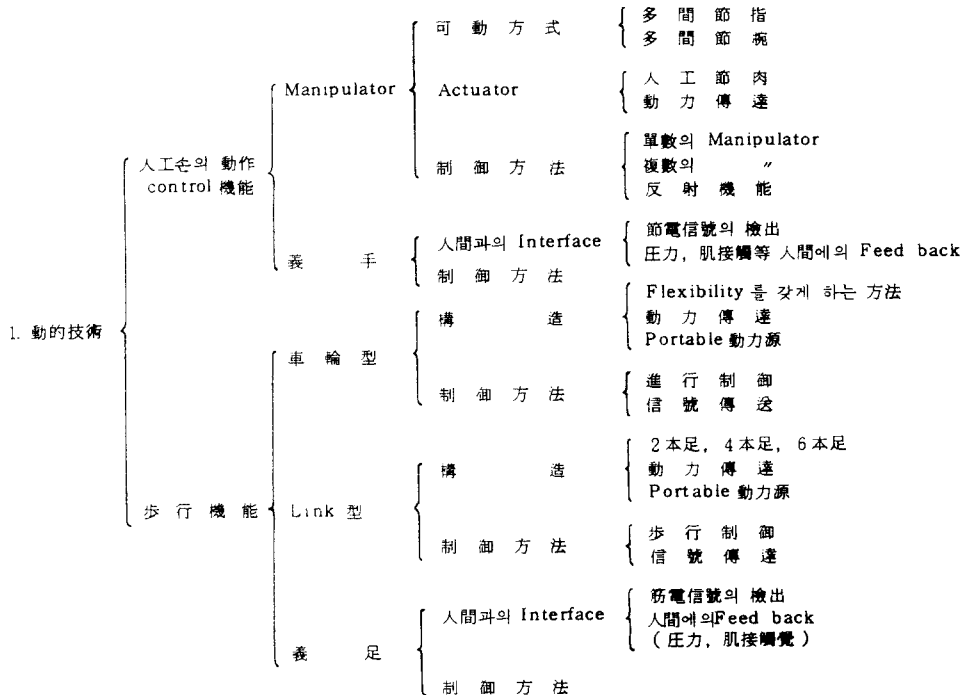 可動方式
多間節指
多間節椀
Manipulator
Actuator
人工節肉
動力傳達
制御方法
單數의 Manipulator
復數의 〃
反射機能
人工손의 動作
control 機能
義手
人間과의 Interface
節電信號의 檢出
圧力, 肌接觸等 人間에의 Feed back
制御方法
1. 動的技術
車輪型
構造
Flexibility 를 갖게 하는 方法
動力傳達
Portable 動力源
制御方法
進行制御
信號傳送
步行機能
Link 型
構造
2本足, 4本足, 6本足
動力傳達
Portable 動力源
制御方法
步行制御
信號傳達
義足
人間과의 Interface
筋電信號의 檢出
人間에의Feed back
(圧力, 肌接觸覺)
制御方法